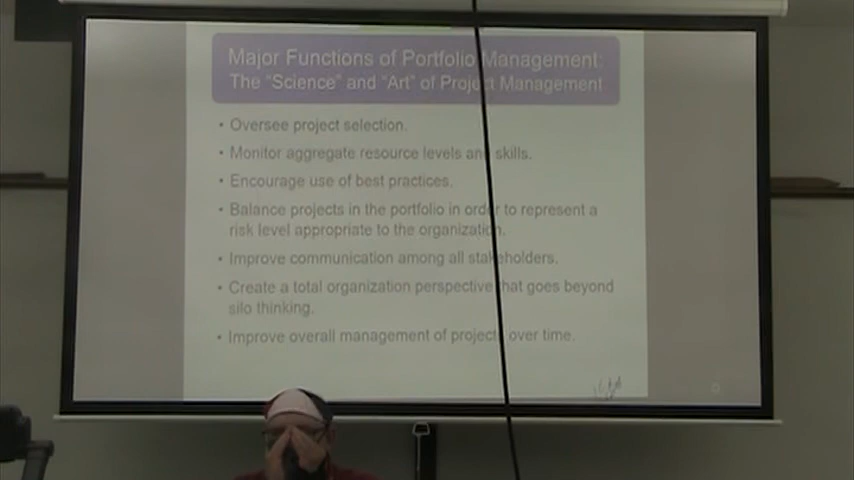 Major Functions of Portfolio Management:
The “Science” and “Art” of Project Management
• Oversee project selection.
• Monitor aggregate resource levels and skills.
• Encourage use of best practices.
• Balance projects in the portfolio in order to represent a
risk level appropriate to the organization.
• Improve communication among all stakeholders.
• Create a total organization perspective that goes beyond
silo thinking.
• Improve overall management of projects over time.